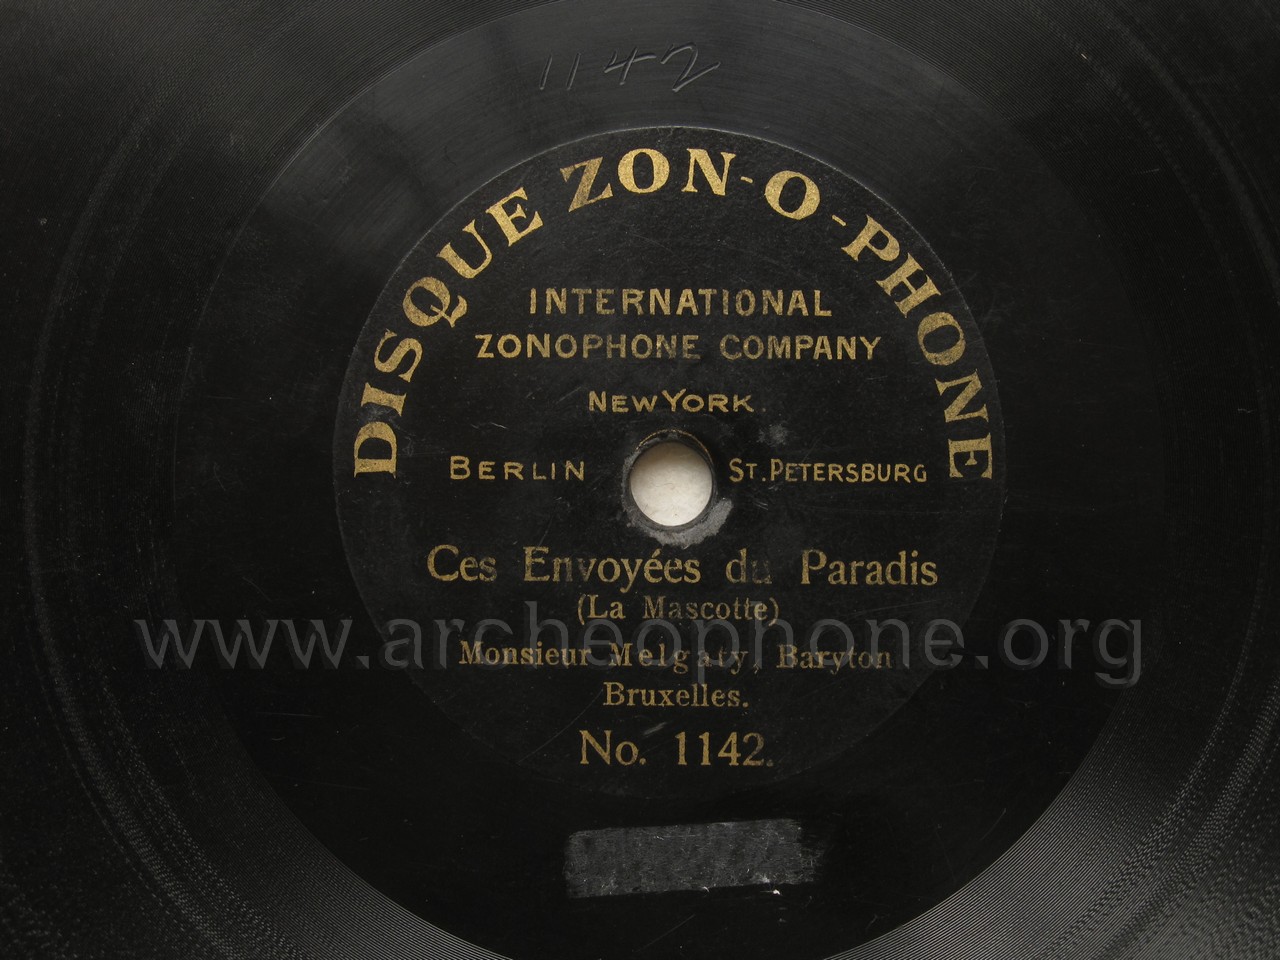 1142
DISQUE ZON-O-PHONE
INTERNATIONAL
ZONOPHONE COMPANY
NEW YORK.
BERLIN ST. PETERSBURG
Ces Envoyées du Paradis
(La Mascotte)
www.archeophone.org
Monsieur Melgaty, Baryton
Bruxelles.
No. 1142.